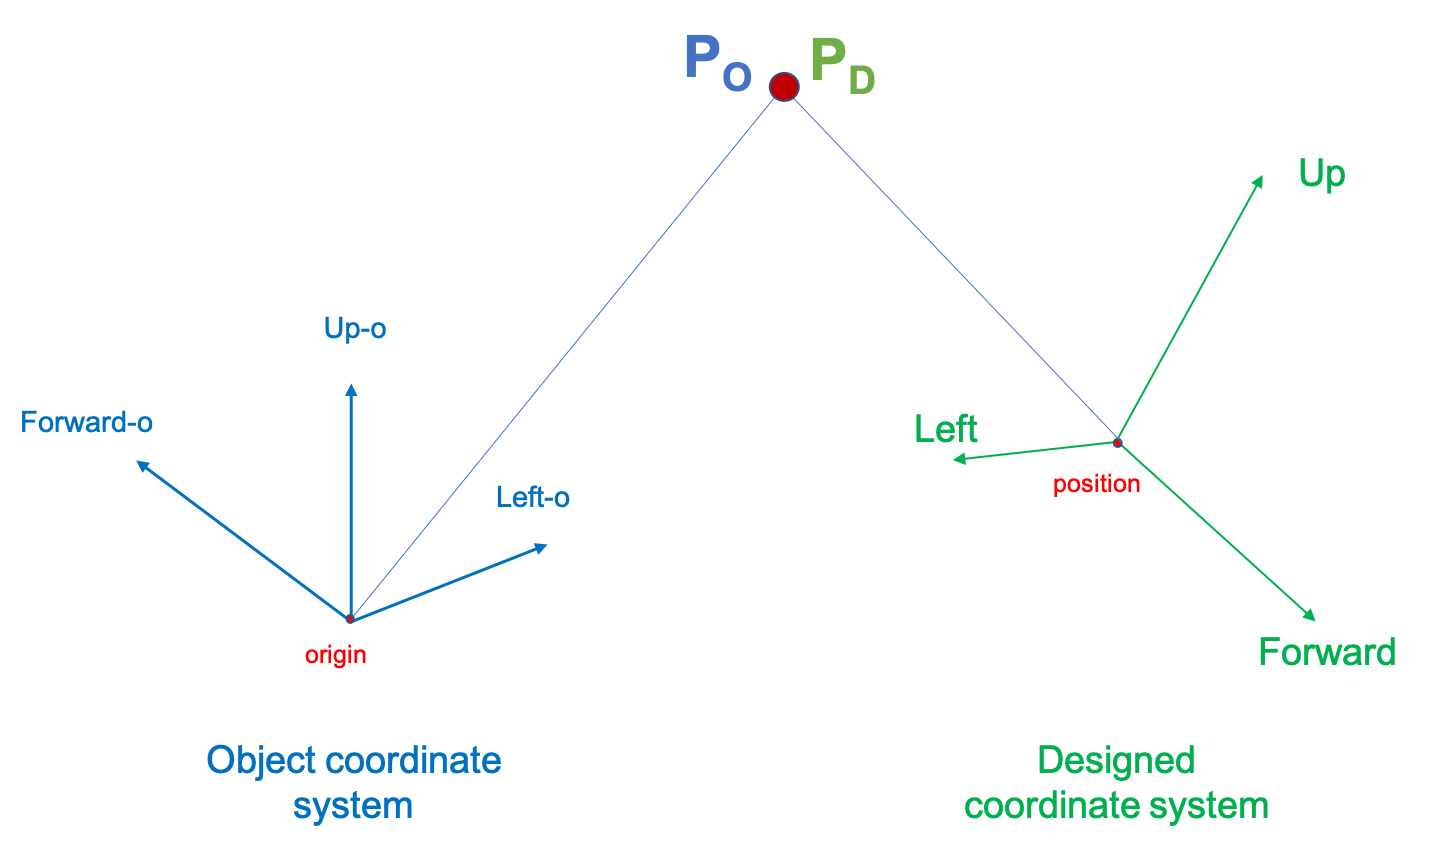 PO PD
Up
Up-o
Forward-o
Left
Left-o
position
origin
Forward
Object coordinate
system
Designed
coordinate system